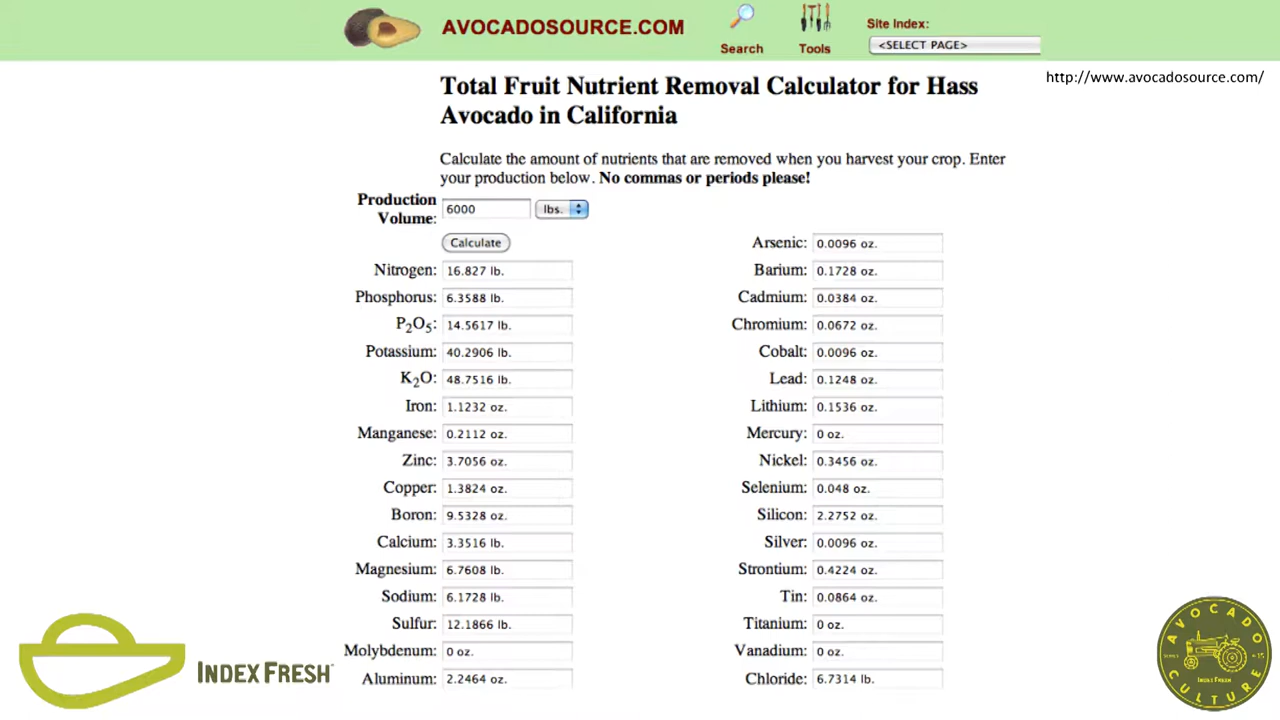 AVOCADOSOURCE.COM
Search
Tools
Site Index:
<SELECT PAGE>
http://www.avocadosource.com/
Total Fruit Nutrient Removal Calculator for Hass
Avocado in California
Calculate the amount of nutrients that are removed when you harvest your crop. Enter
your production below. No commas or periods please!
Production
Volume: 6000 lbs.
Calculate
Nitrogen: 16.827 lb.
Phosphorus: 6.3588 lb.
P2O5: 14.5617 lb.
Potassium: 40.2906 lb.
K2O: 48.7516 lb.
Iron: 1.1232 oz.
Manganese: 0.2112 oz.
Zinc: 3.7056 oz.
Copper: 1.3824 oz.
Boron: 9.5328 oz.
Calcium: 3.3516 lb.
Magnesium: 6.7608 lb.
Sodium: 6.1728 lb.
Sulfur: 12.1866 lb.
Molybdenum: 0 oz.
Aluminum: 2.2464 oz.
Arsenic: 0.0096 oz.
Barium: 0.1728 oz.
Cadmium: 0.0384 oz.
Chromium: 0.0672 oz.
Cobalt: 0.0096 oz.
Lead: 0.1248 oz.
Lithium: 0.1536 oz.
Mercury: 0 oz.
Nickel: 0.3456 oz.
Selenium: 0.048 oz.
Silicon: 2.2752 oz.
Silver: 0.0096 oz.
Strontium: 0.4224 oz.
Tin: 0.0864 oz.
Titanium: 0 oz.
Vanadium: 0 oz.
Chloride: 6.7314 lb.
INDEX FRESH
AVOCADO
INDEX FRESH
CULTURE